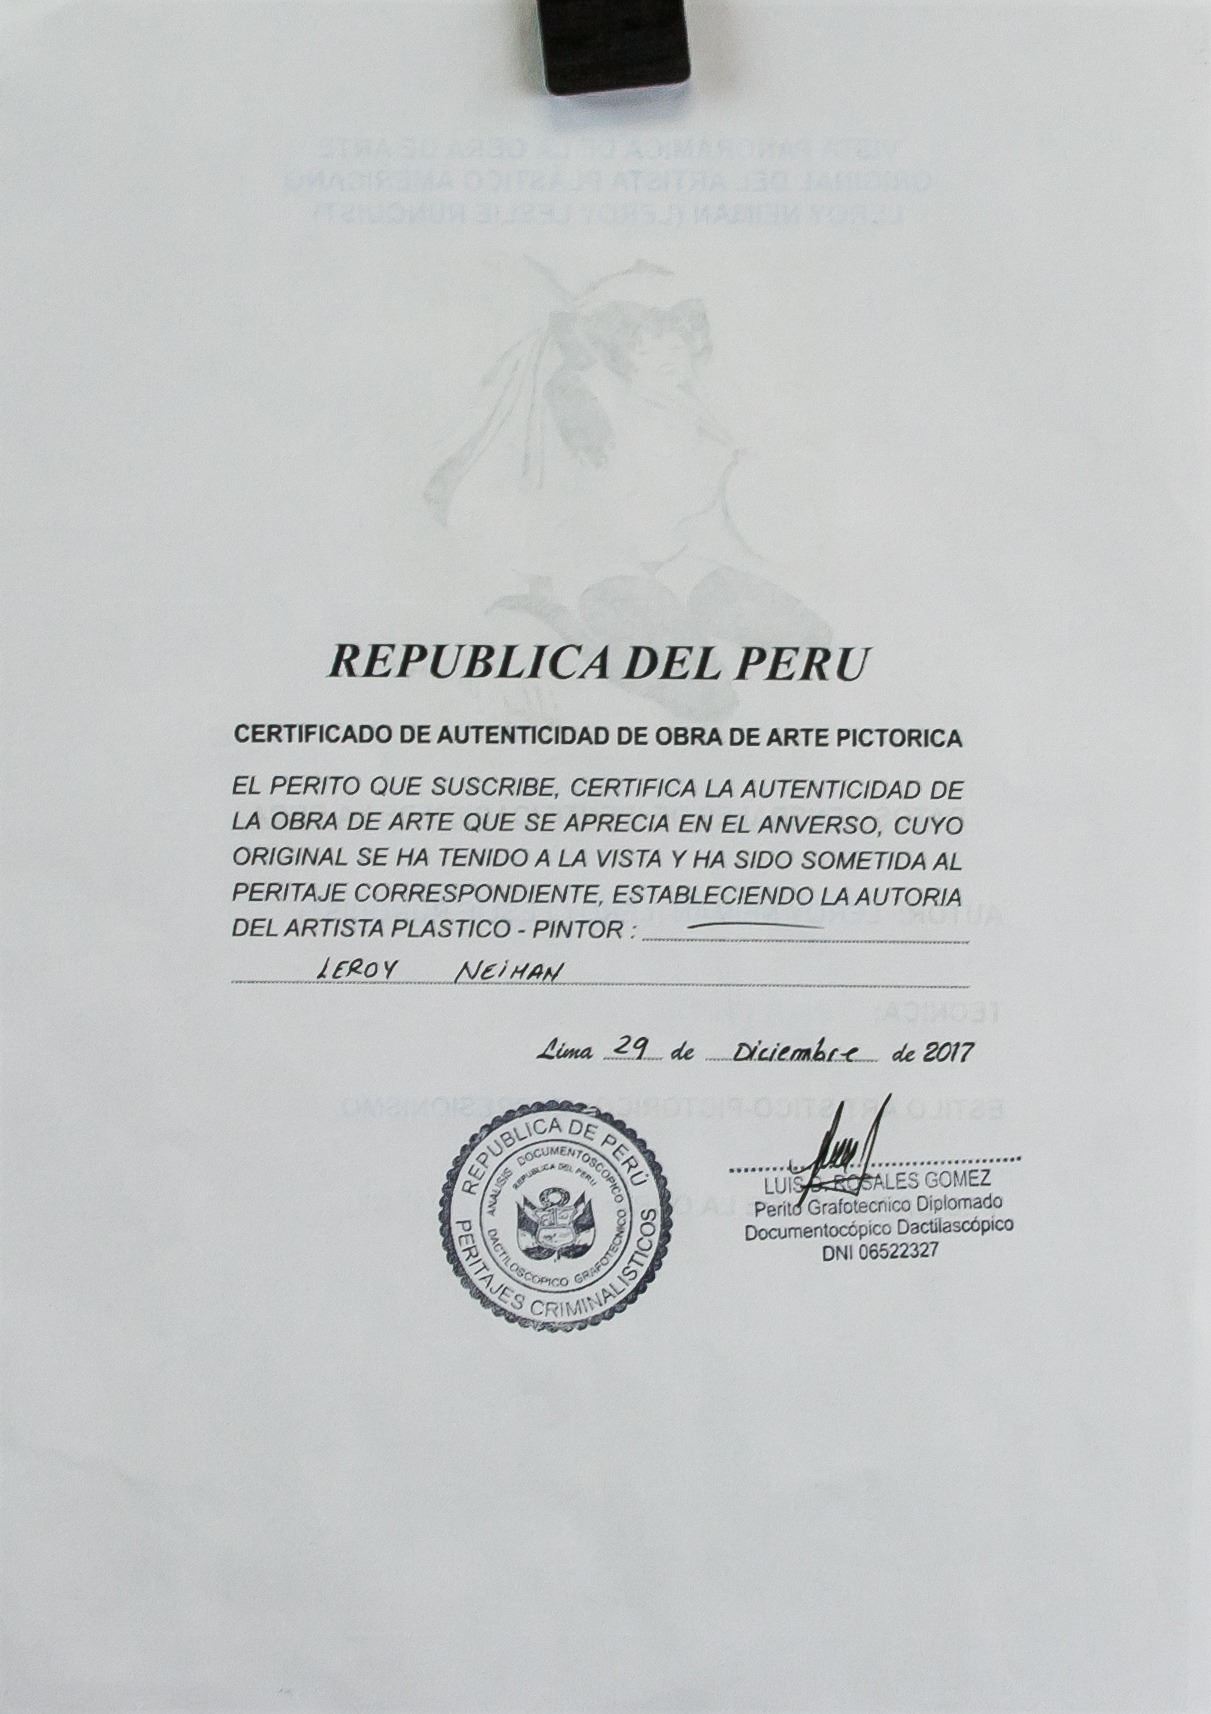 REPUBLICA DEL PERU
CERTIFICADO DE AUTENTICIDAD DE OBRA DE ARTE PICTORICA
EL PERITO QUE SUSCRIBE, CERTIFICA LA AUTENTICIDAD DE
LA OBRA DE ARTE QUE SE APRECIA EN EL ANVERSO, CUYO
ORIGINAL SE HA TENIDO A LA VISTA Y HA SIDO SOMETIDA AL
PERITAJE CORRESPONDIENTE, ESTABLECIENDO LA AUTORIA
DEL ARTISTA PLASTICO - PINTOR :
LEROY NEIMAN
Lima 29 de Diciembre de 2017
REPUBLICA DE PERÚ
PERITAJES CRIMINALISTICOS
ANALISIS DOCUMENTOSCOPICO
DACTILOSCOPICO GRAFOTECNICO
REPUBLICA DEL PERU
LUIS D. ROSALES GOMEZ
Perito Grafotecnico Diplomado
Documentocópico Dactilascópico
DNI 06522327